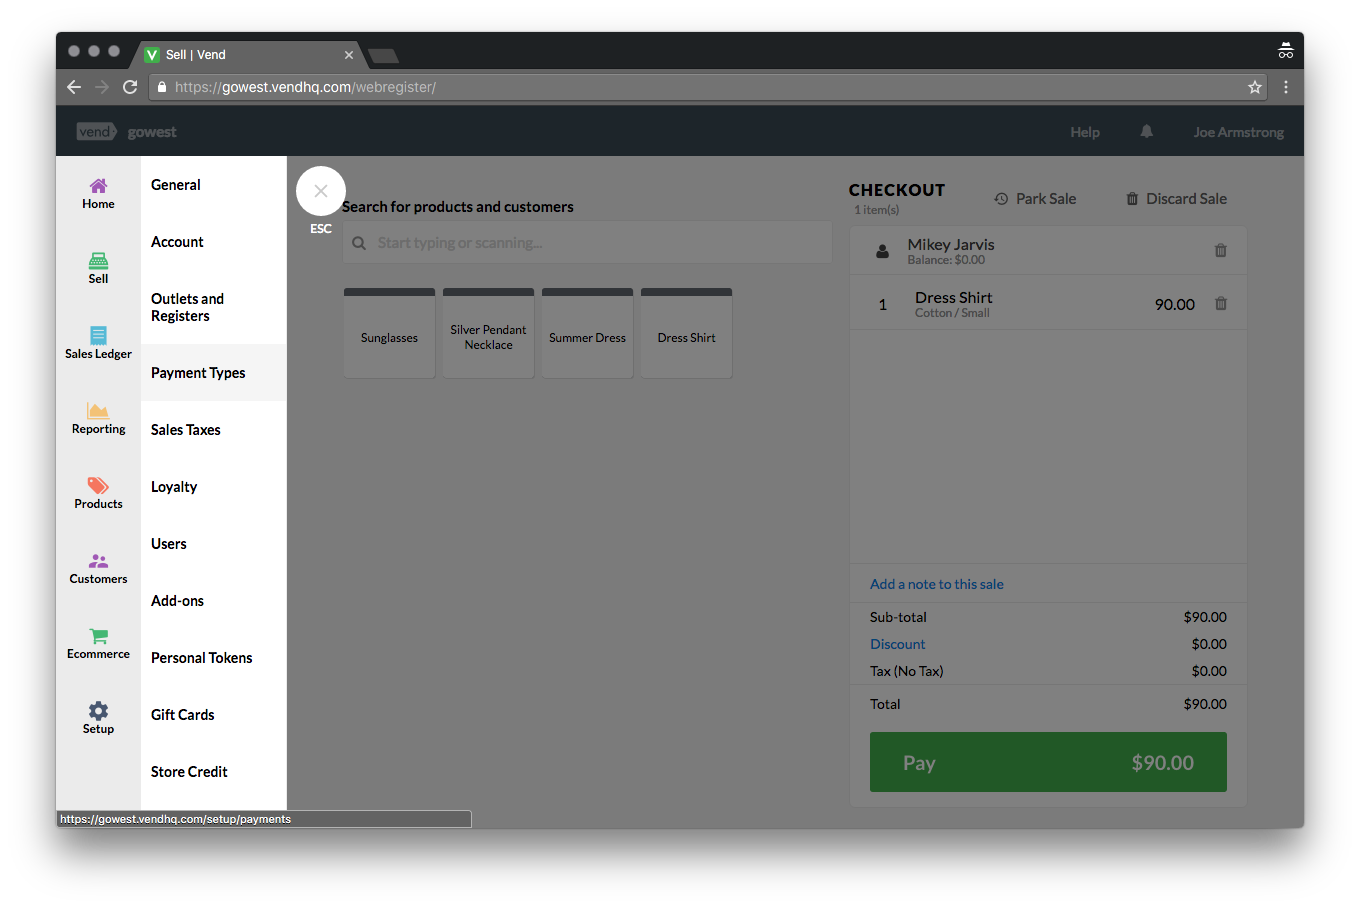 Sell | Vend
https://gowest.vendhq.com/webregister/
vend
gowest
Help
Joe Armstrong
Home
Sell
Sales Ledger
Reporting
Products
Customers
Ecommerce
Setup
General
Account
Outlets and
Registers
Payment Types
Sales Taxes
Loyalty
Users
Add-ons
Personal Tokens
Gift Cards
Store Credit
ESC
Search for products and customers
Start typing or scanning...
Sunglasses
Silver Pendant
Necklace
Summer Dress
Dress Shirt
CHECKOUT
1 item(s)
Park Sale
Discard Sale
Mikey Jarvis
Balance: $0.00
1 Dress Shirt 90.00
Cotton / Small
Add a note to this sale
Sub-total $90.00
Discount $0.00
Tax (No Tax) $0.00
Total $90.00
Pay $90.00
https://gowest.vendhq.com/setup/payments